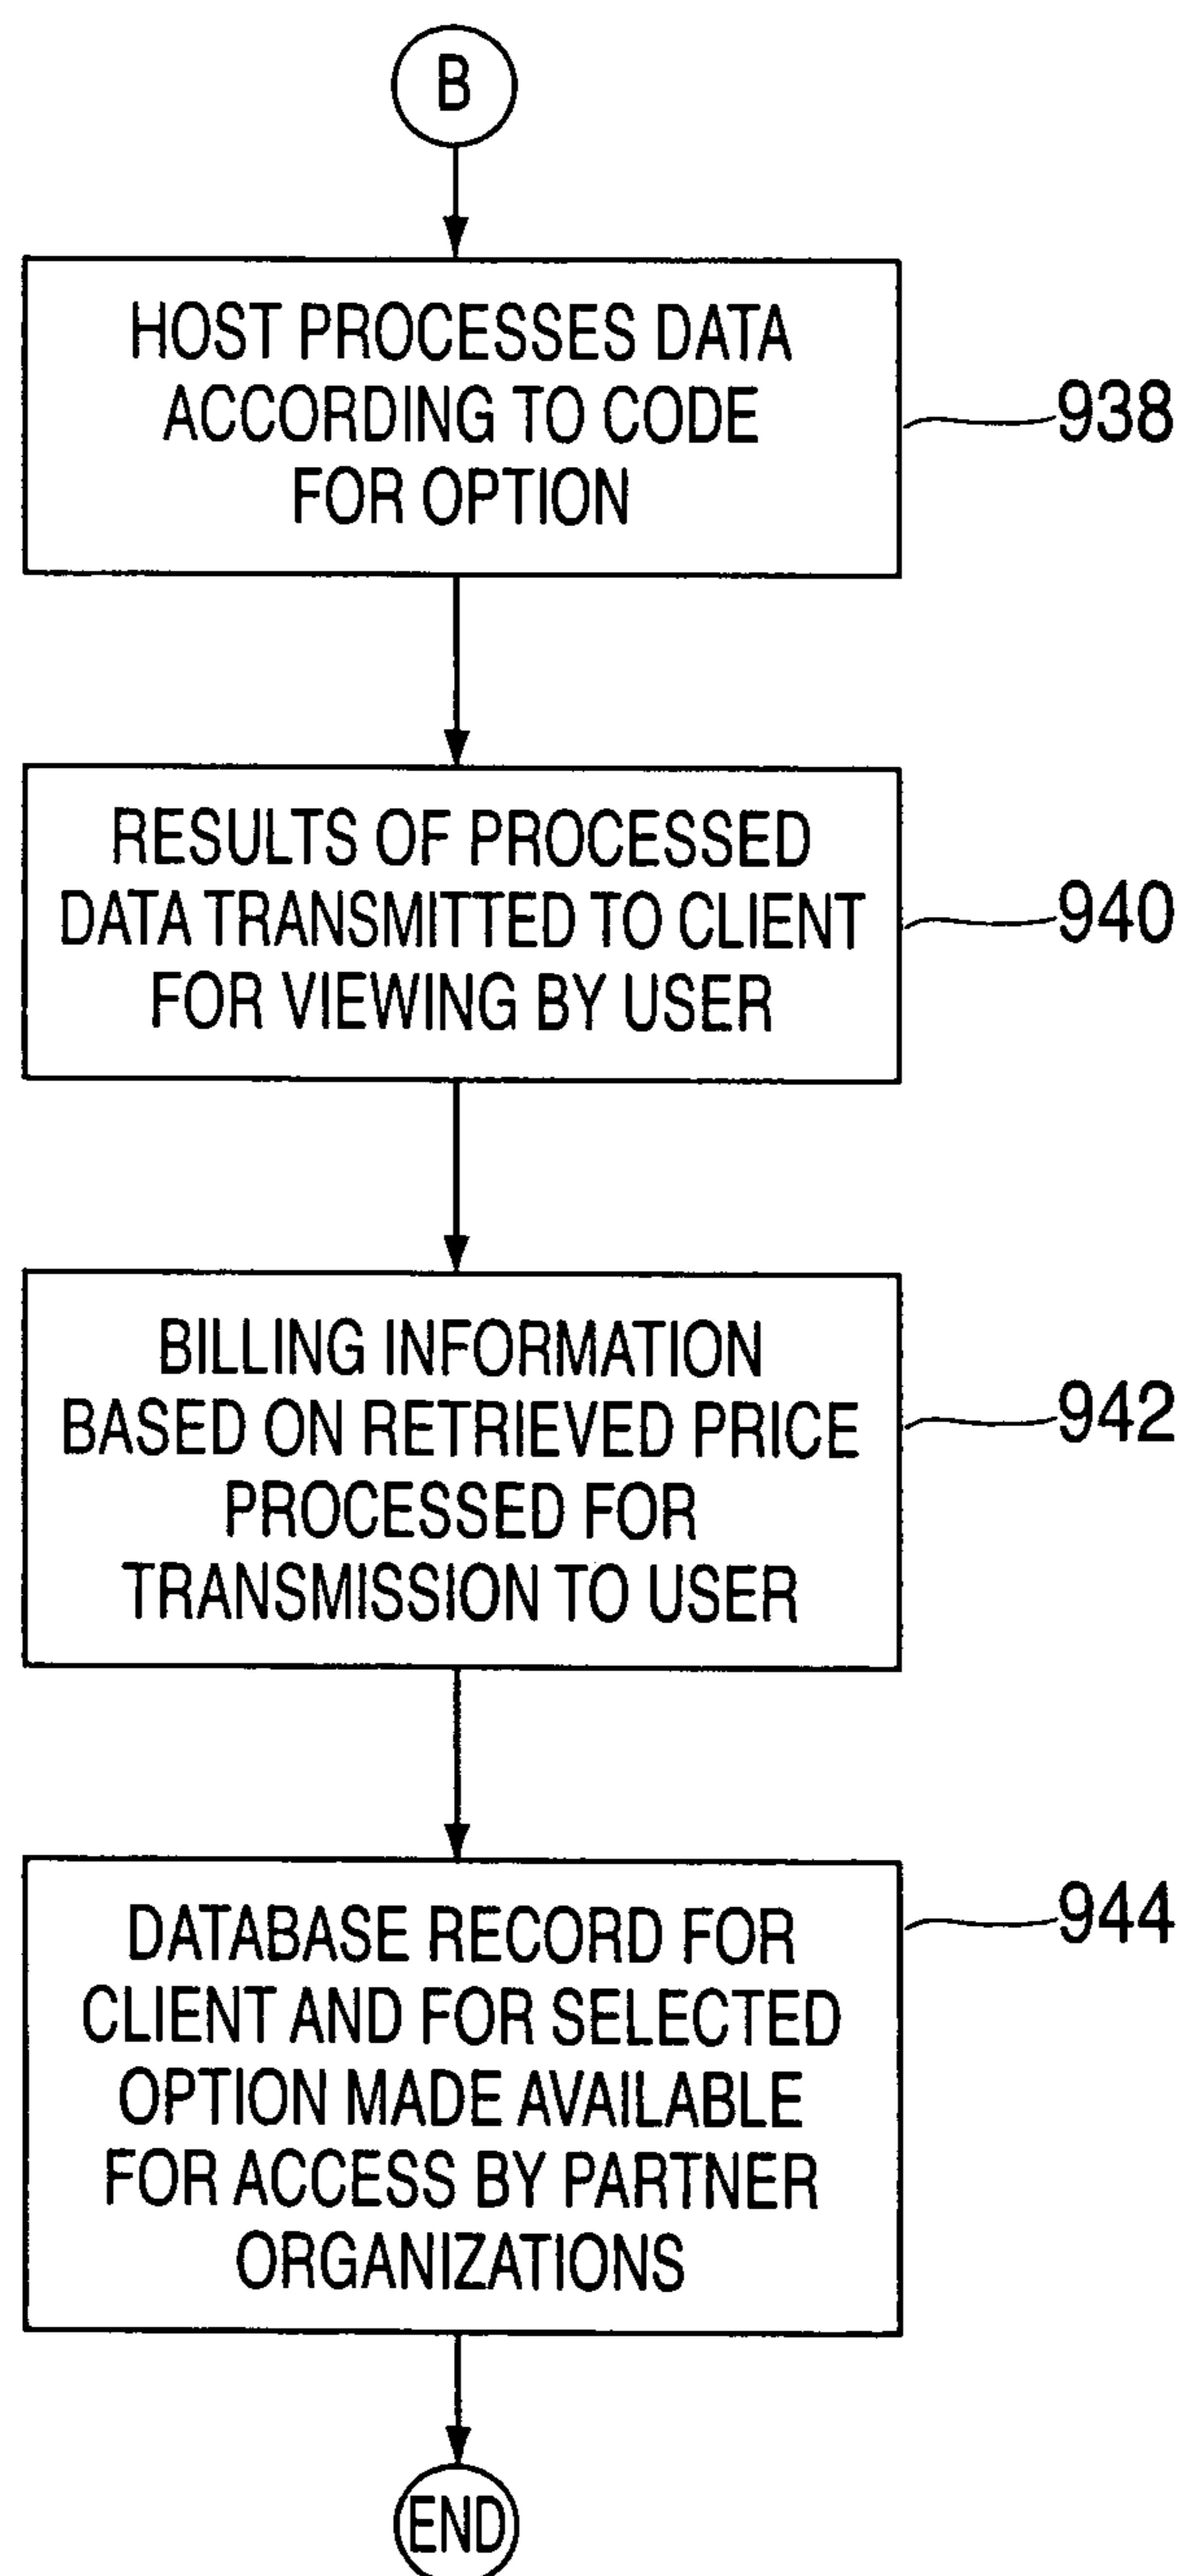 B
HOST PROCESSES DATA
ACCORDING TO CODE
FOR OPTION
938
RESULTS OF PROCESSED
DATA TRANSMITTED TO CLIENT
FOR VIEWING BY USER
940
BILLING INFORMATION
BASED ON RETRIEVED PRICE
PROCESSED FOR
TRANSMISSION TO USER
942
DATABASE RECORD FOR
CLIENT AND FOR SELECTED
OPTION MADE AVAILABLE
FOR ACCESS BY PARTNER
ORGANIZATIONS
944
END